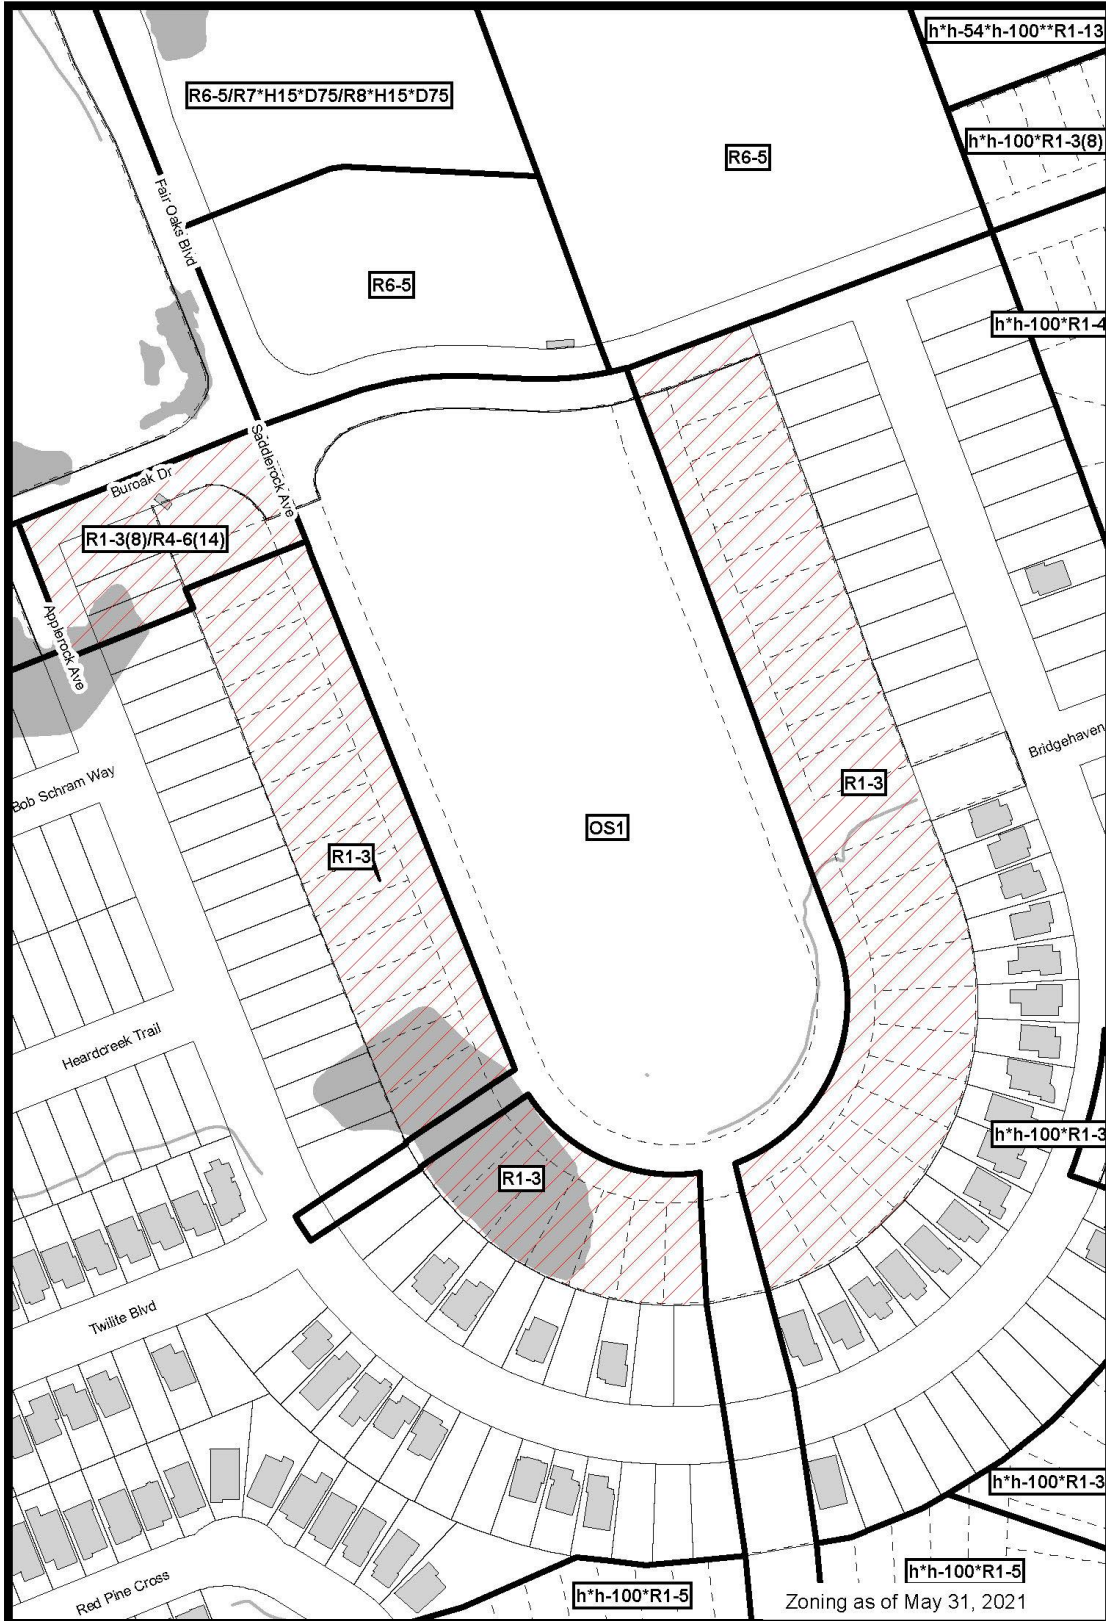 h*h-54*h-100**R1-13
R6-5/R7*H15*D75/R8*H15*D75
h*h-100*R1-3(8)
R6-5
Fair Oaks Blvd
R6-5
h*h-100*R1-4
Saddlerock Ave
Buroak Dr
R1-3(8)/R4-6(14)
Applerock Ave
Bridgehaven
Bob Schram Way
R1-3
OS1
R1-3
Heardcreek Trail
h*h-100*R1-3
R1-3
Twilite Blvd
h*h-100*R1-3
h*h-100*R1-5
Red Pine Cross
h*h-100*R1-5
Zoning as of May 31, 2021